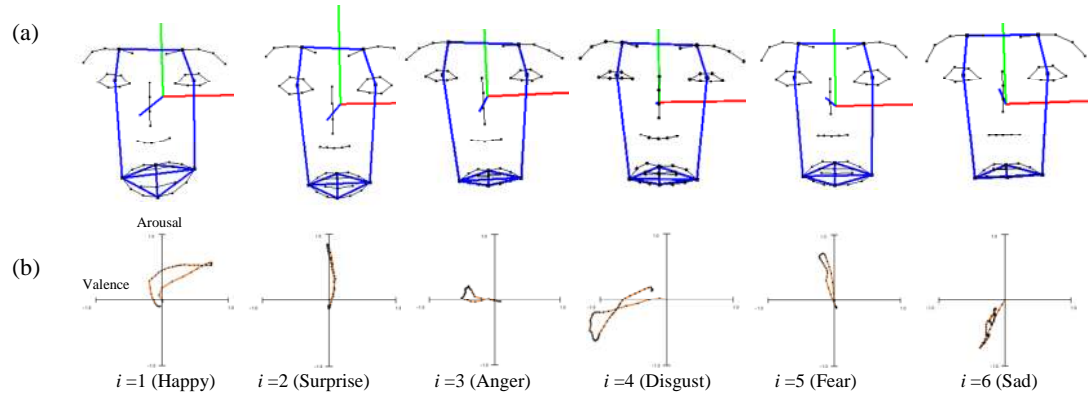 (a)
Arousal
(b)
Valence
i =1 (Happy)
i =2 (Surprise)
i =3 (Anger)
i =4 (Disgust)
i =5 (Fear)
i =6 (Sad)